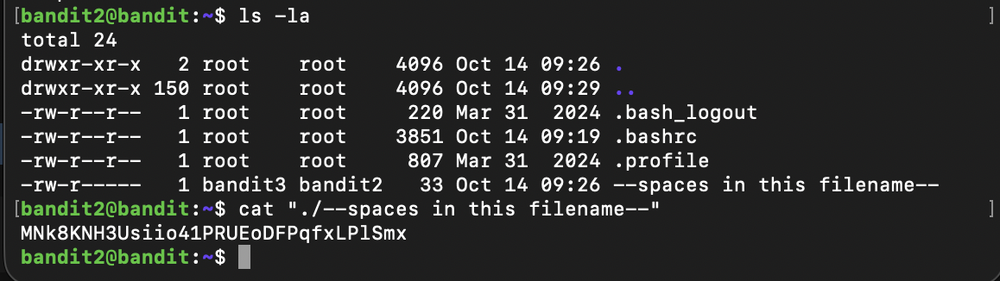 [bandit2@bandit:~$ ls -la ]
total 24
drwxr-xr-x   2 root    root    4096 Oct 14 09:26 .
drwxr-xr-x 150 root    root    4096 Oct 14 09:29 ..
-rw-r--r--   1 root    root     220 Mar 31  2024 .bash_logout
-rw-r--r--   1 root    root    3851 Oct 14 09:19 .bashrc
-rw-r--r--   1 root    root     807 Mar 31  2024 .profile
-rw-r-----   1 bandit3 bandit2   33 Oct 14 09:26 --spaces in this filename--
[bandit2@bandit:~$ cat "./--spaces in this filename--" ]
MNk8KNH3Usiio41PRUEoDFPqfxLPlSmx
bandit2@bandit:~$